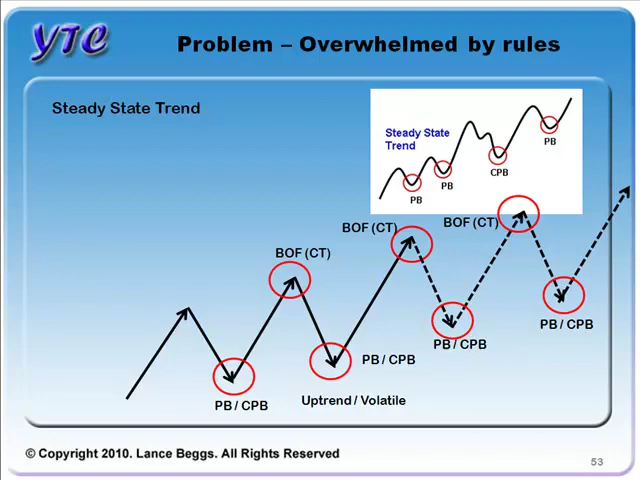 YTC
Problem – Overwhelmed by rules
Steady State Trend
Steady State
Trend
PB
PB
CPB
PB
BOF (CT)
BOF (CT)
BOF (CT)
PB / CPB
PB / CPB
PB / CPB
PB / CPB
Uptrend / Volatile
© Copyright 2010. Lance Beggs. All Rights Reserved
53